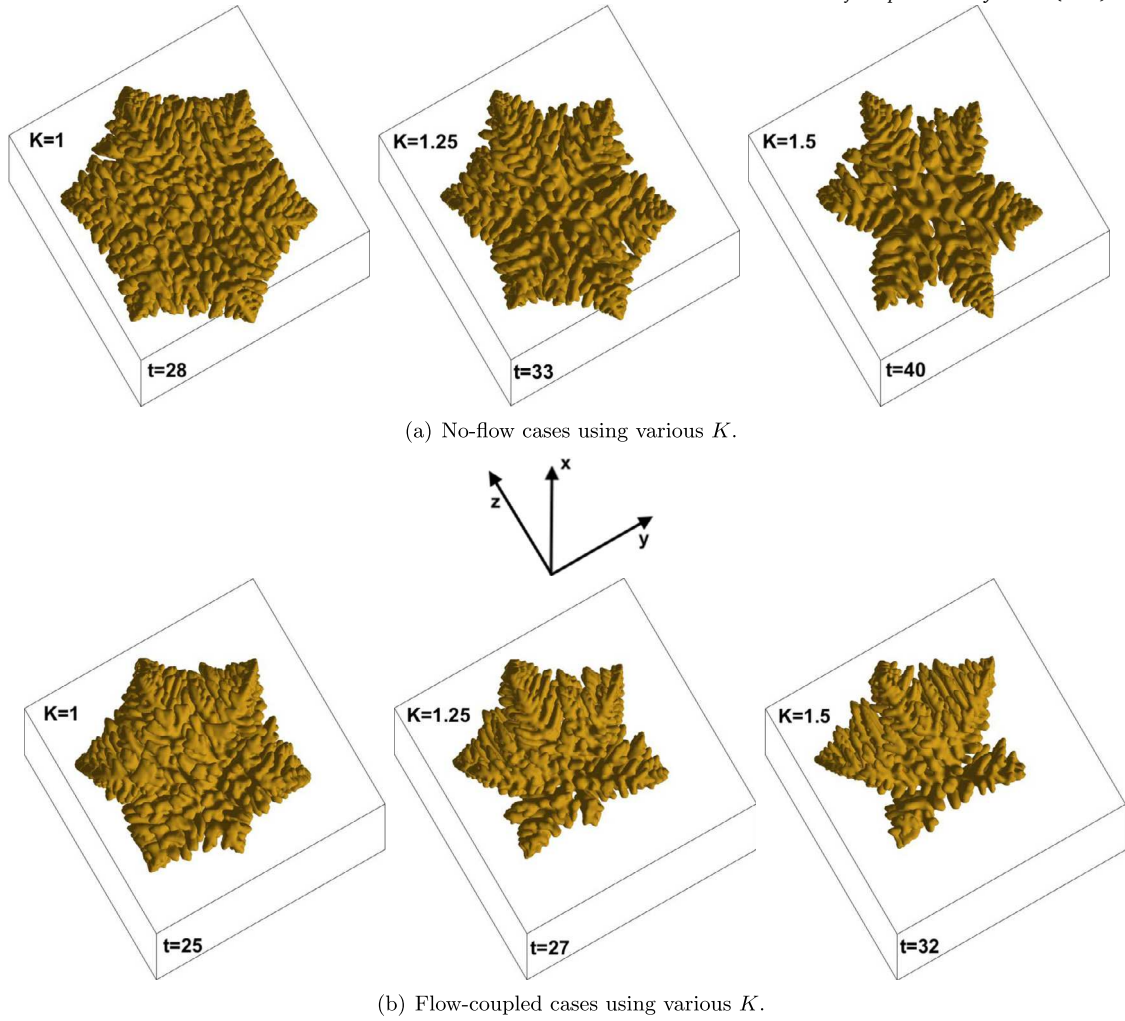 K=1
K=1.25
K=1.5
t=28
t=33
t=40
(a) No-flow cases using various K.
x
z
y
K=1
K=1.25
K=1.5
t=25
t=27
t=32
(b) Flow-coupled cases using various K.